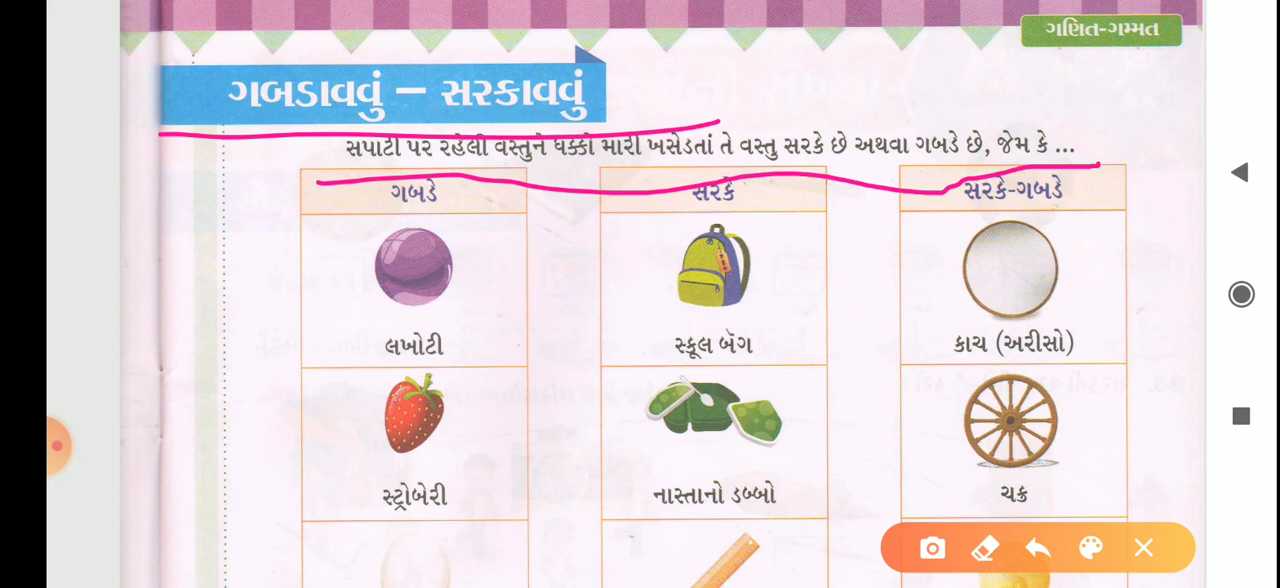 ગણિત-ગમ્મત
ગબડાવવું – સરકાવવું
સપાટી પર રહેલી વસ્તુને ધક્કો મારી ખસેડતાં તે વસ્તુ સરકે છે અથવા ગબડે છે, જેમ કે ...
ગબડે સરકે સરકે-ગબડે
લખોટી સ્કૂલ બૅગ કાચ (અરીસો)
સ્ટ્રોબેરી નાસ્તાનો ડબ્બો ચક્ર